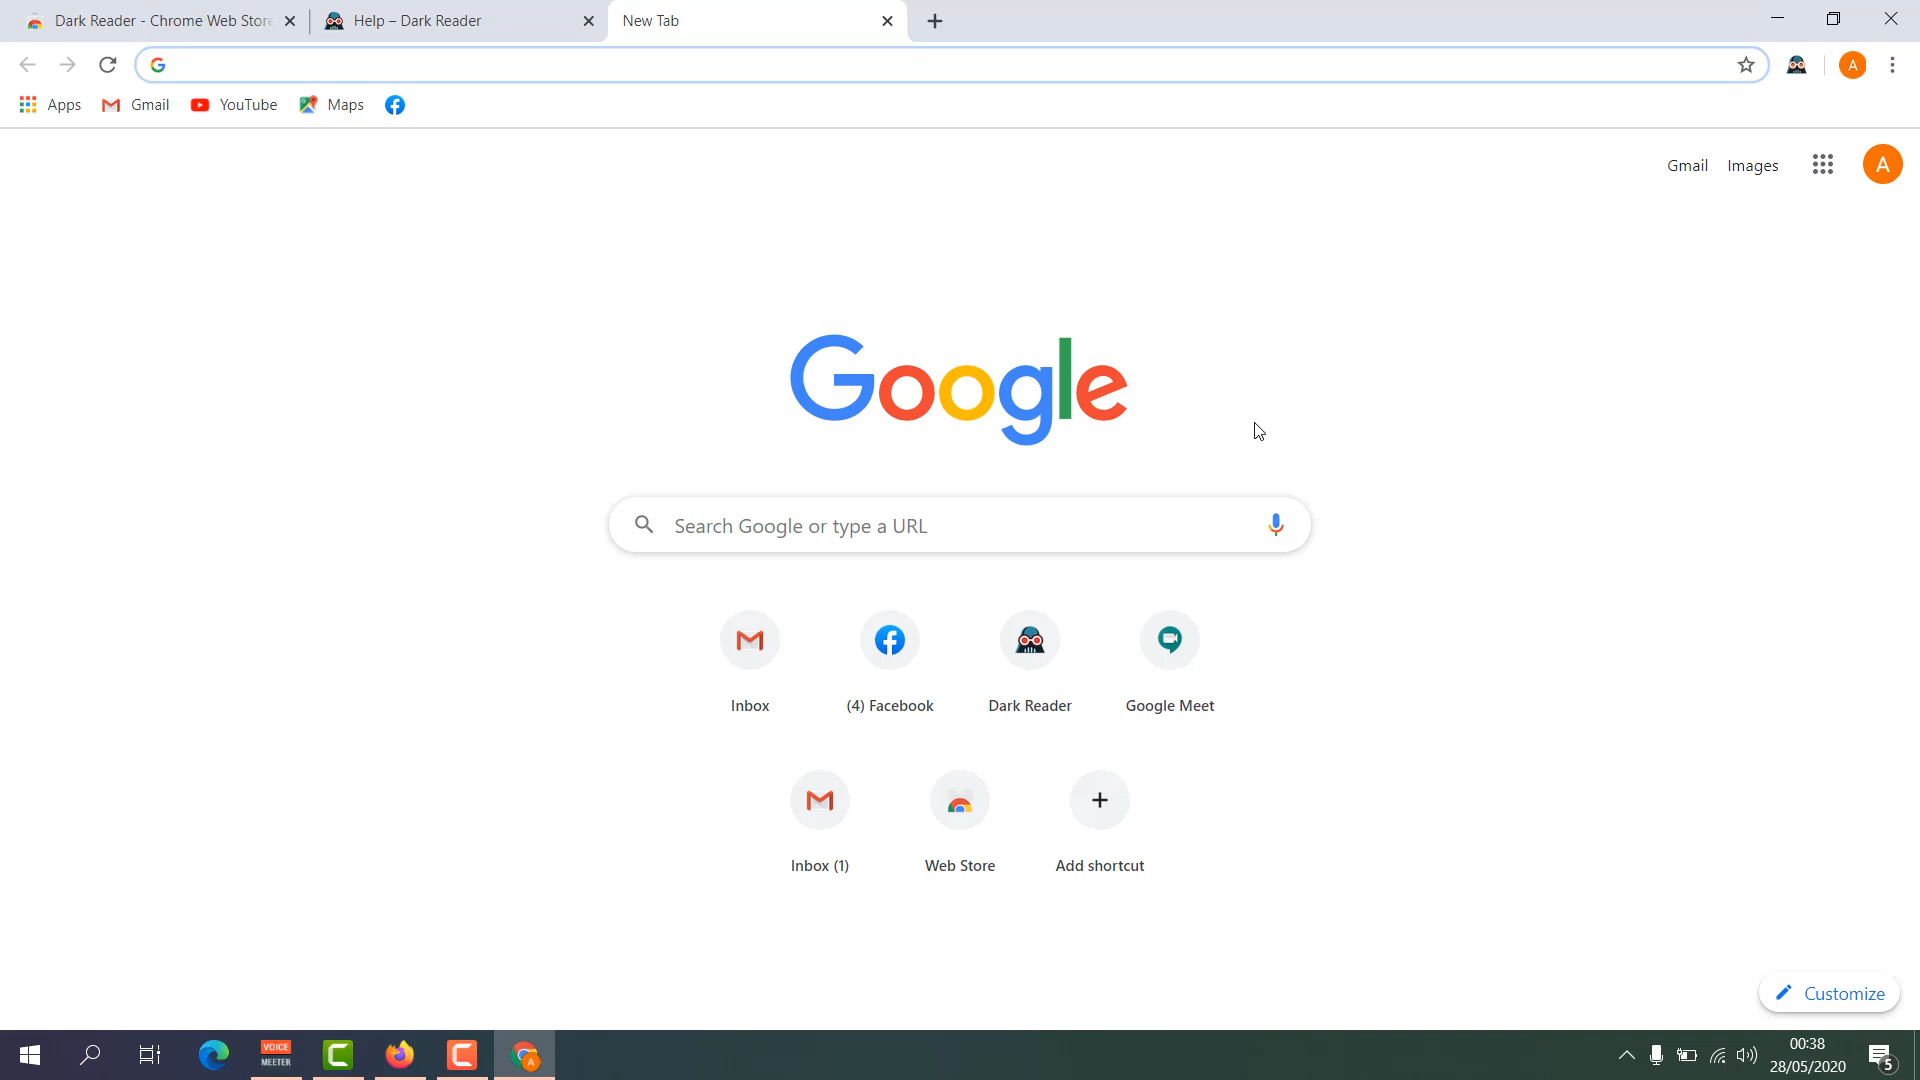 Dark Reader - Chrome Web Stor
Help – Dark Reader
New Tab
A
Apps
Gmail
YouTube
Maps
Gmail
Images
A
Google
Search Google or type a URL
Inbox
(4) Facebook
Dark Reader
Google Meet
Inbox (1)
Web Store
Add shortcut
Customize
VOICE
MEETER
A
00:38
28/05/2020
5